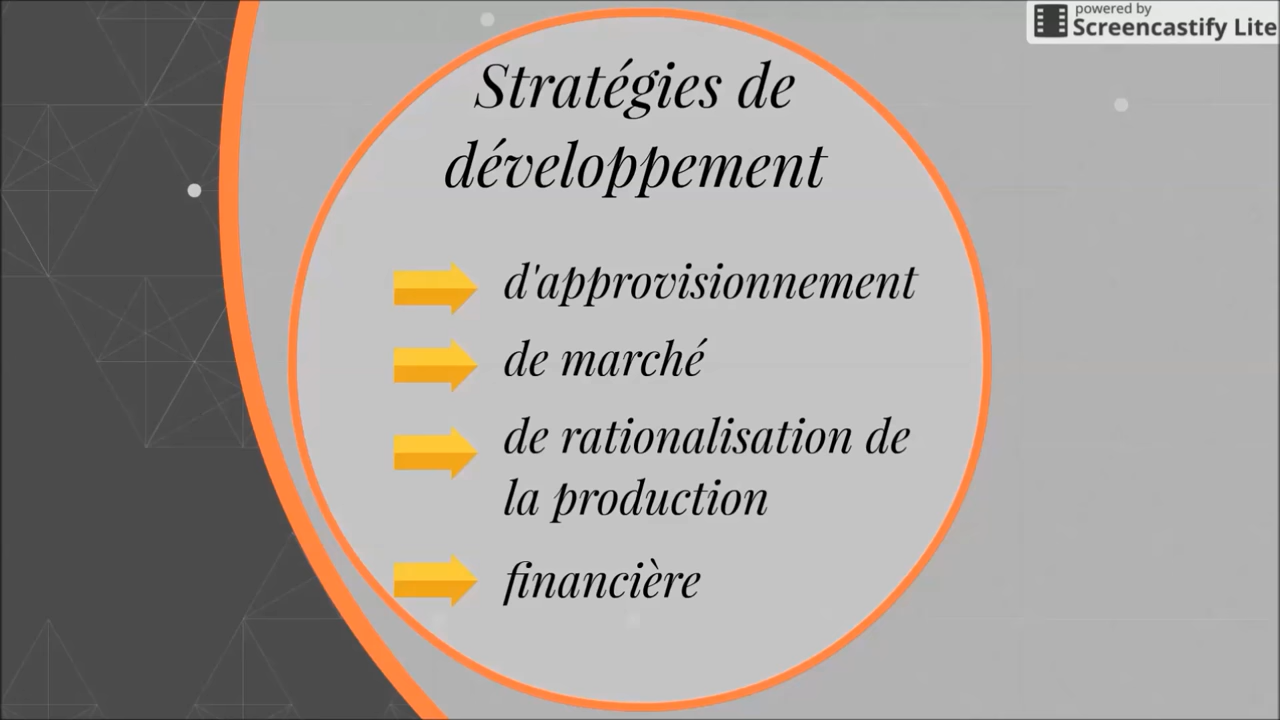 powered by
Screencastify Lite
Stratégies de
développement
d'approvisionnement
de marché
de rationalisation de
la production
financière